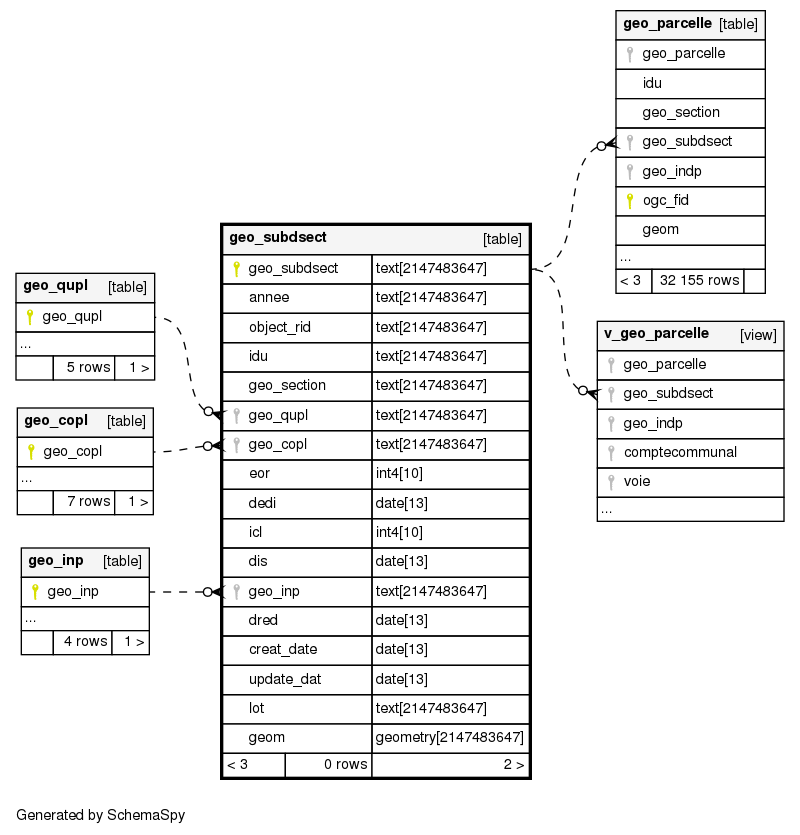 geo_parcelle [table]
geo_parcelle
idu
geo_section
geo_subdsect
geo_indp
ogc_fid
geom
...
< 3 32 155 rows
geo_subdsect [table]
geo_subdsect text[2147483647]
annee text[2147483647]
object_rid text[2147483647]
idu text[2147483647]
geo_section text[2147483647]
geo_qupl text[2147483647]
geo_copl text[2147483647]
eor int4[10]
dedi date[13]
icl int4[10]
dis date[13]
geo_inp text[2147483647]
dred date[13]
creat_date date[13]
update_dat date[13]
lot text[2147483647]
geom geometry[2147483647]
< 3 0 rows 2 >
geo_qupl [table]
geo_qupl
...
5 rows 1 >
geo_copl [table]
geo_copl
...
7 rows 1 >
geo_inp [table]
geo_inp
...
4 rows 1 >
v_geo_parcelle [view]
geo_parcelle
geo_subdsect
geo_indp
comptecommunal
voie
...
Generated by SchemaSpy